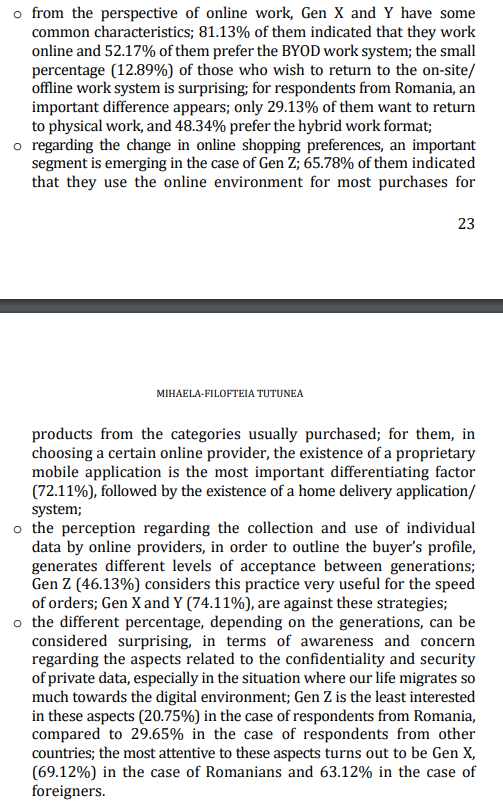 o from the perspective of online work, Gen X and Y have some
common characteristics; 81.13% of them indicated that they work
online and 52.17% of them prefer the BYOD work system; the small
percentage (12.89%) of those who wish to return to the on-site/
offline work system is surprising; for respondents from Romania, an
important difference appears; only 29.13% of them want to return
to physical work, and 48.34% prefer the hybrid work format;
o regarding the change in online shopping preferences, an important
segment is emerging in the case of Gen Z; 65.78% of them indicated
that they use the online environment for most purchases for
23
MIHAELA-FILOFTEIA TUTUNEA
products from the categories usually purchased; for them, in
choosing a certain online provider, the existence of a proprietary
mobile application is the most important differentiating factor
(72.11%), followed by the existence of a home delivery application/
system;
o the perception regarding the collection and use of individual
data by online providers, in order to outline the buyer's profile,
generates different levels of acceptance between generations;
Gen Z (46.13%) considers this practice very useful for the speed
of orders; Gen X and Y (74.11%), are against these strategies;
o the different percentage, depending on the generations, can be
considered surprising, in terms of awareness and concern
regarding the aspects related to the confidentiality and security
of private data, especially in the situation where our life migrates so
much towards the digital environment; Gen Z is the least interested
in these aspects (20.75%) in the case of respondents from Romania,
compared to 29.65% in the case of respondents from other
countries; the most attentive to these aspects turns out to be Gen X,
(69.12%) in the case of Romanians and 63.12% in the case of
foreigners.